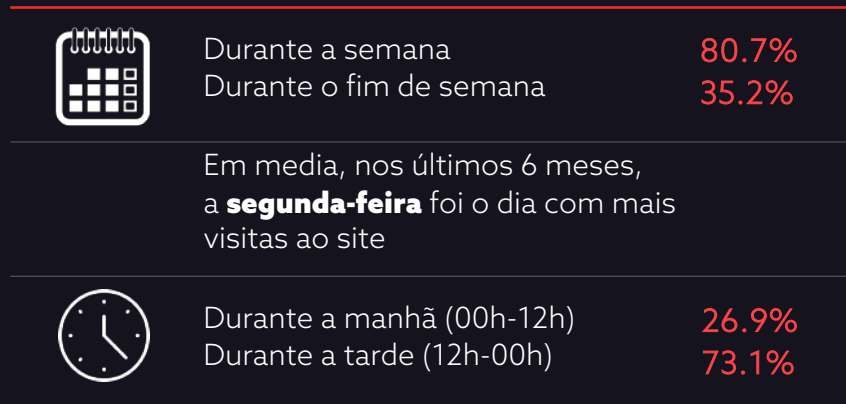 Durante a semana 80.7%
Durante o fim de semana 35.2%
Em media, nos últimos 6 meses,
a segunda-feira foi o dia com mais
visitas ao site
Durante a manhã (00h-12h) 26.9%
Durante a tarde (12h-00h) 73.1%